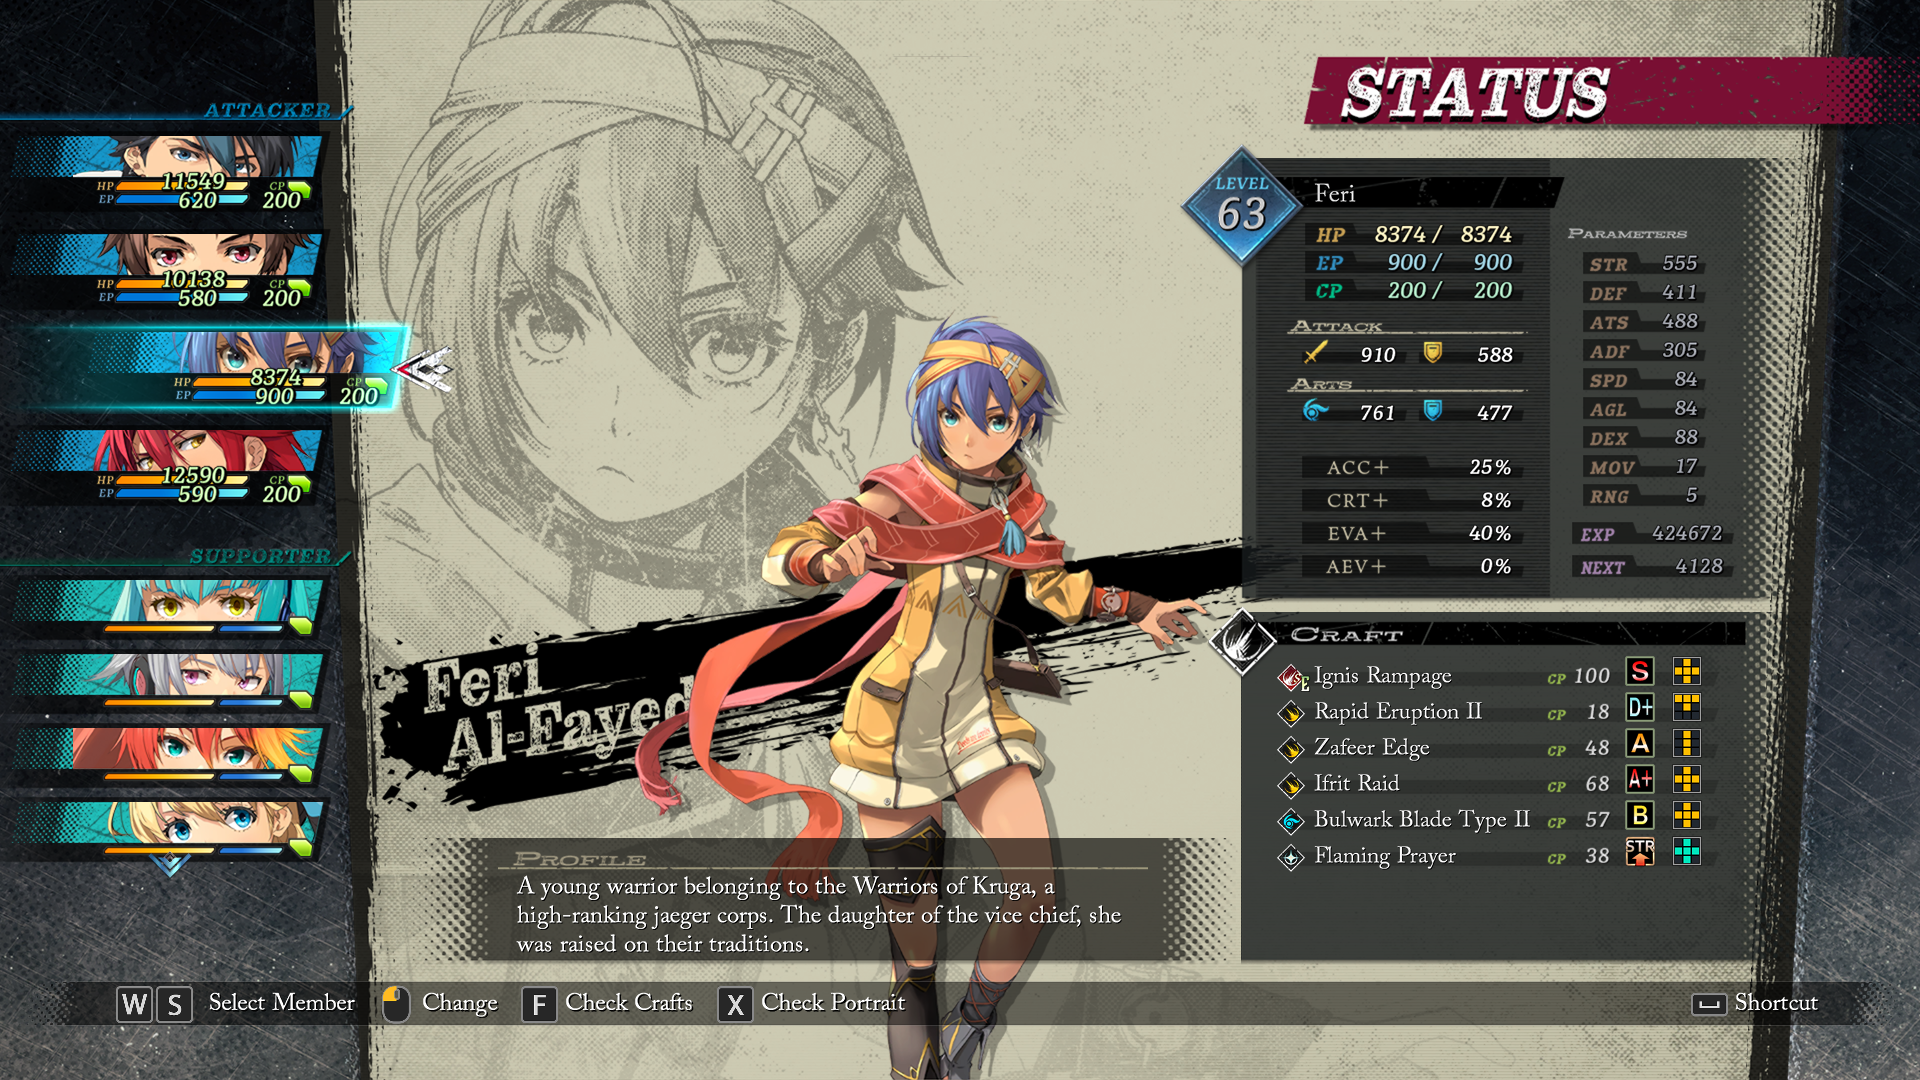 ATTACKER
HP 11549 CP
EP 620 200
HP 10138 CP
EP 580 200
HP 8374 CP
EP 900 200
HP 12590 CP
EP 590 200
SUPPORTER
Feri
Al-Fayed
PROFILE
A young warrior belonging to the Warriors of Kruga, a
high-ranking jaeger corps. The daughter of the vice chief, she
was raised on their traditions.
STATUS
LEVEL
63
Feri
HP 8374 / 8374
EP 900 / 900
CP 200 / 200
ATTACK
910 588
ARTS
761 477
ACC+ 25%
CRT+ 8%
EVA+ 40%
AEV+ 0%
PARAMETERS
STR 555
DEF 411
ATS 488
ADF 305
SPD 84
AGL 84
DEX 88
MOV 17
RNG 5
EXP 424672
NEXT 4128
CRAFT
Ignis Rampage CP 100 S
Rapid Eruption II CP 18 D+
Zafeer Edge CP 48 A
Ifrit Raid CP 68 A+
Bulwark Blade Type II CP 57 B
Flaming Prayer CP 38 STR
W S Select Member Change F Check Crafts X Check Portrait Shortcut